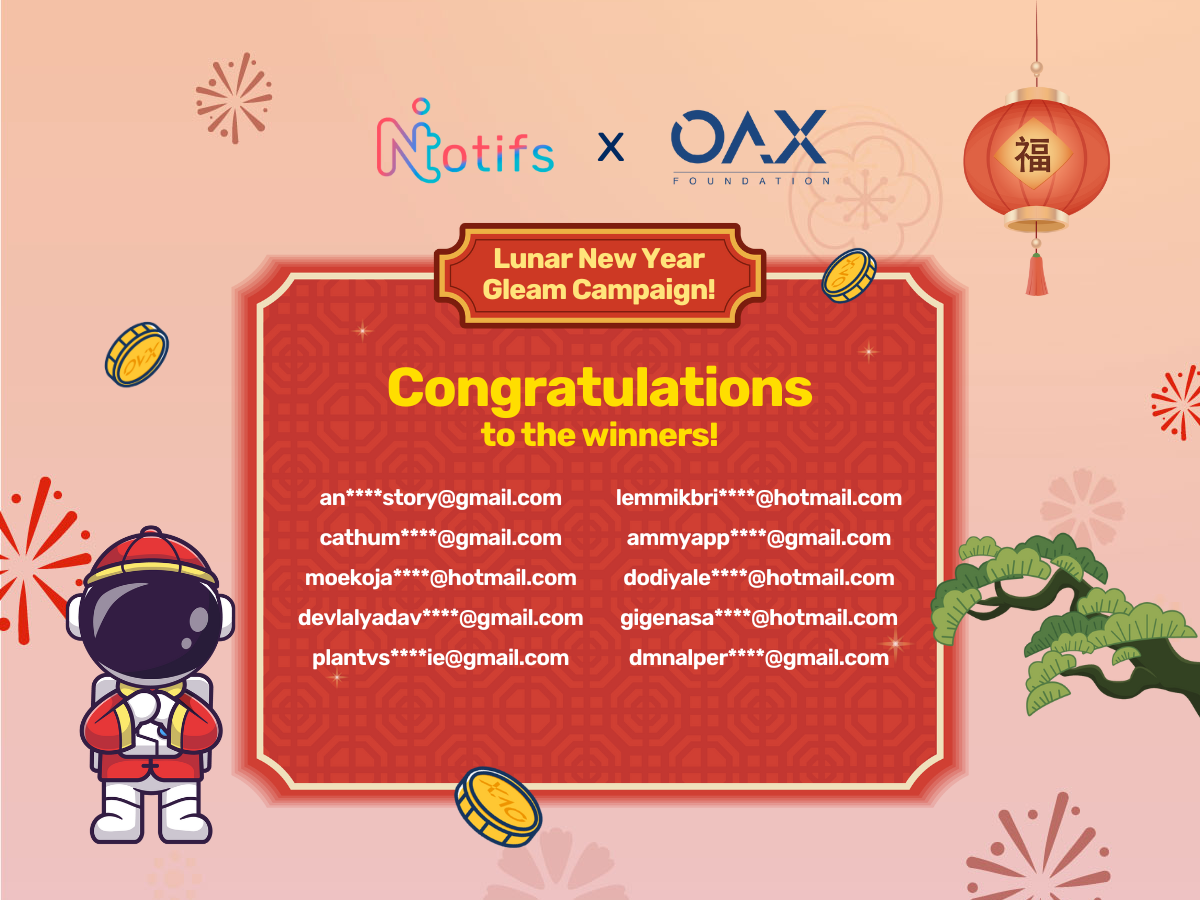 Notifs x OAX
FOUNDATION
福
Lunar New Year
Gleam Campaign!
Congratulations
to the winners!
an****story@gmail.com lemmikbri****@hotmail.com
cathum****@gmail.com ammyapp****@gmail.com
moekoja****@hotmail.com dodiyale****@hotmail.com
devlalyadav****@gmail.com gigenasa****@hotmail.com
plantvs****ie@gmail.com dmnalper****@gmail.com